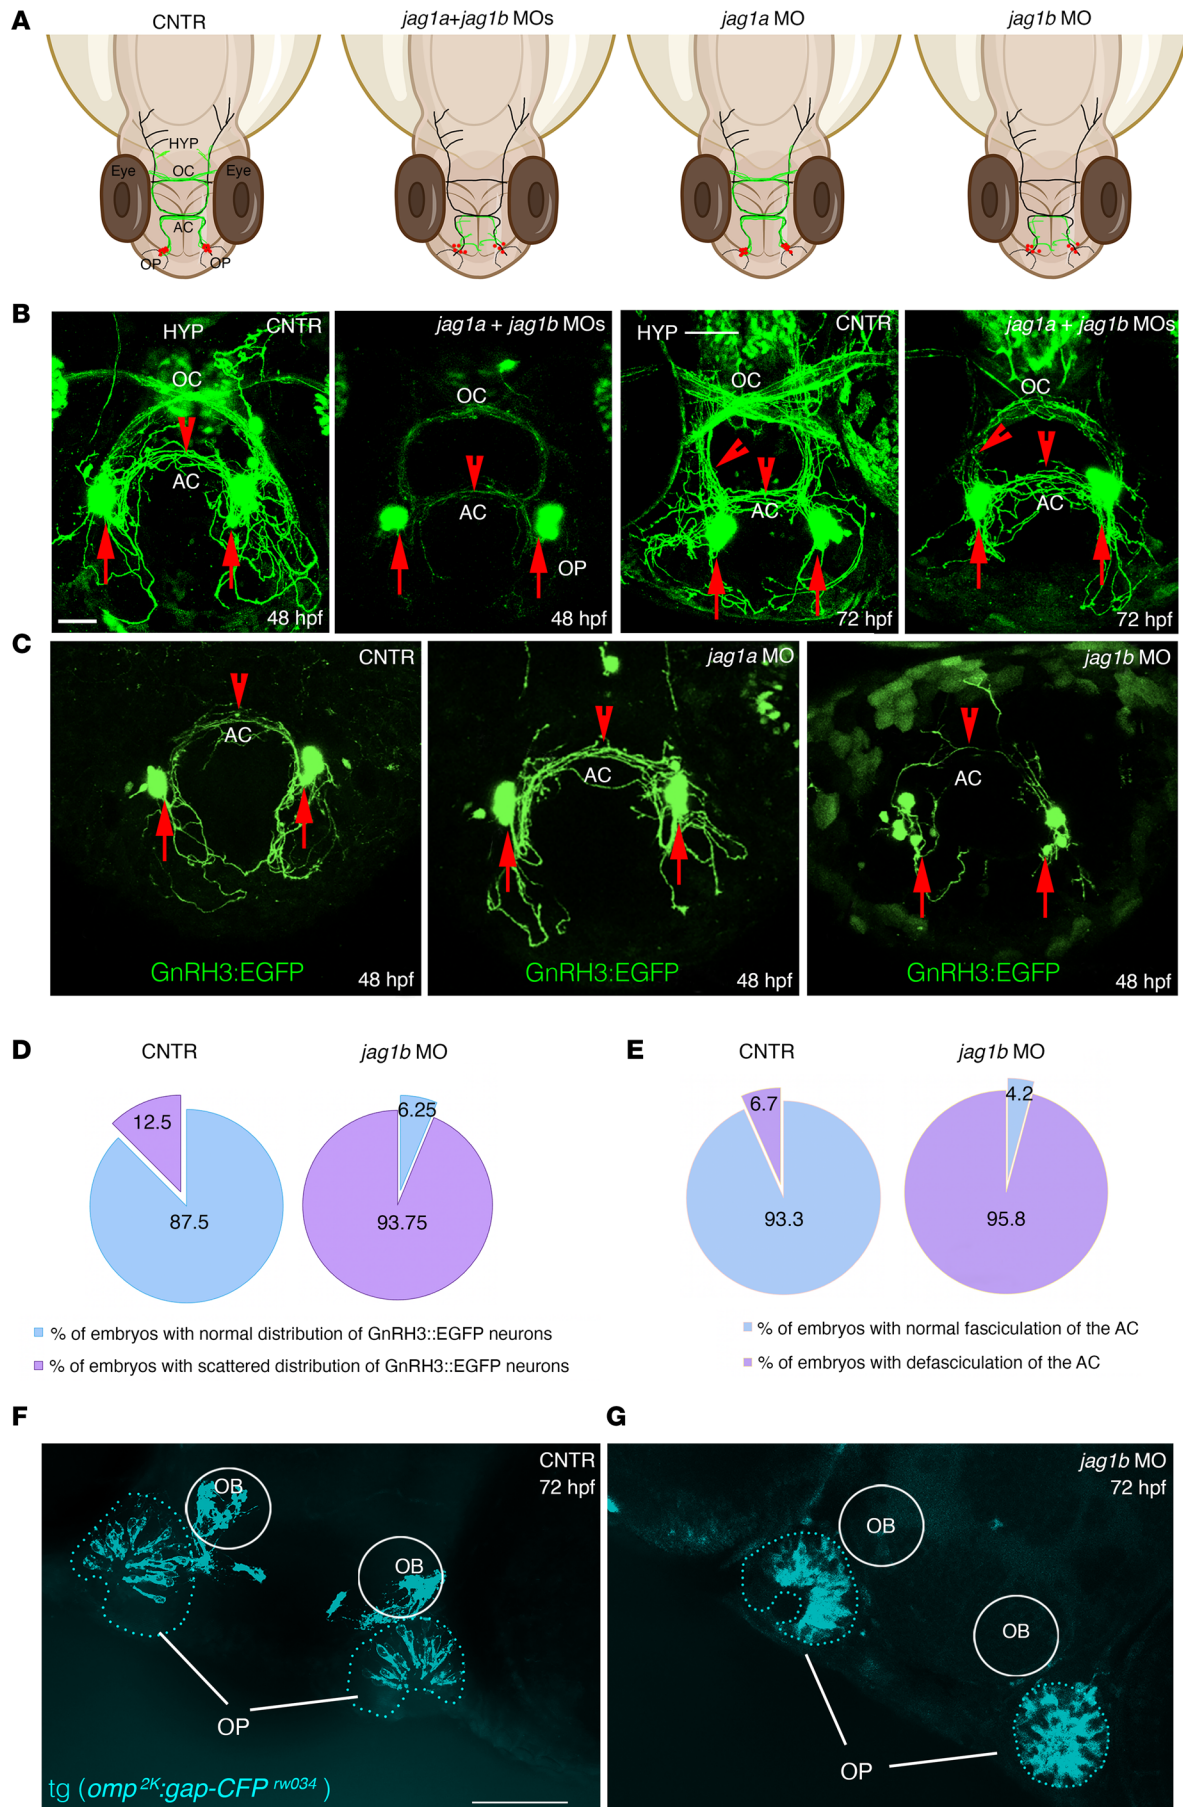 A
CNTR
jag1a+jag1b MOs
jag1a MO
jag1b MO
HYP
Eye
OC
Eye
AC
OP
OP
B
HYP
CNTR
OC
AC
48 hpf
jag1a + jag1b MOs
OC
AC
OP
48 hpf
HYP
CNTR
OC
AC
72 hpf
jag1a + jag1b MOs
OC
AC
72 hpf
C
CNTR
AC
GnRH3:EGFP
48 hpf
jag1a MO
AC
GnRH3:EGFP
48 hpf
jag1b MO
AC
GnRH3:EGFP
48 hpf
D
CNTR
jag1b MO
12.5
87.5
6.25
93.75
% of embryos with normal distribution of GnRH3::EGFP neurons
% of embryos with scattered distribution of GnRH3::EGFP neurons
E
CNTR
jag1b MO
6.7
93.3
4.2
95.8
% of embryos with normal fasciculation of the AC
% of embryos with defasciculation of the AC
F
CNTR
72 hpf
OB
OB
OP
tg (omp2K:gap-CFP rw034)
G
jag1b MO
72 hpf
OB
OB
OP